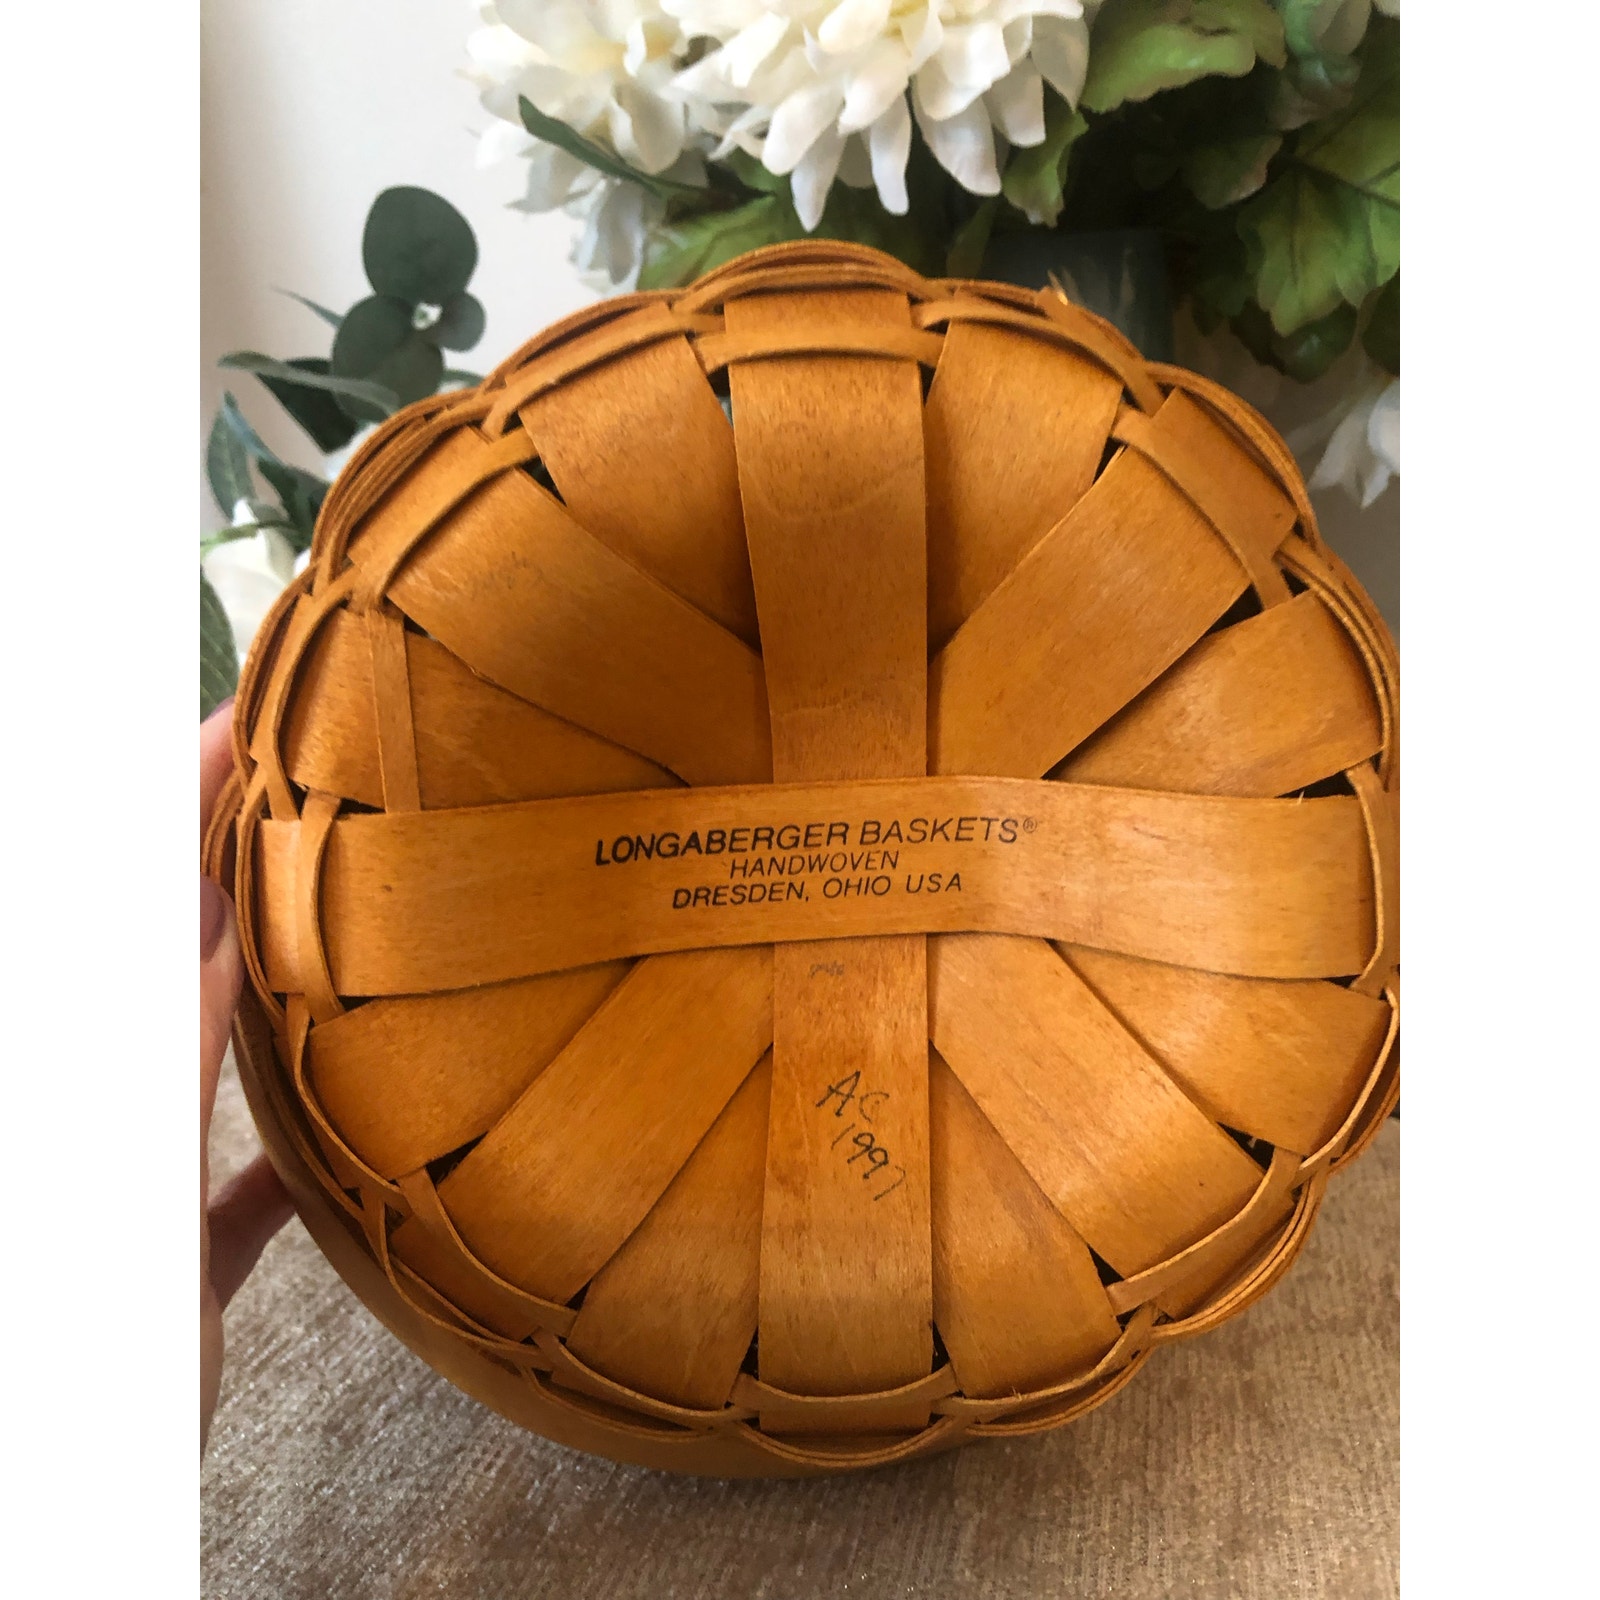 LONGABERGER BASKETS®
HANDWOVEN
DRESDEN, OHIO USA
AC
1997